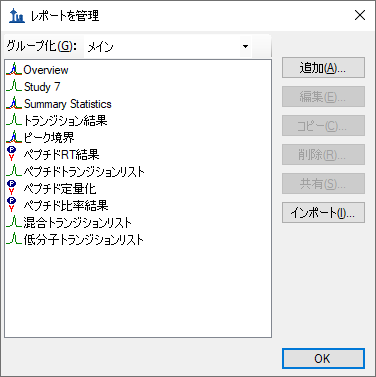 レポートを管理
グループ化(G): メイン
Overview
Study 7
Summary Statistics
トランジション結果
ピーク境界
ペプチドRT結果
ペプチドトランジションリスト
ペプチド定量化
ペプチド比率結果
混合トランジションリスト
低分子トランジションリスト
追加(A)...
編集(E)...
コピー(C)...
削除(R)...
共有(S)...
インポート(I)...
OK